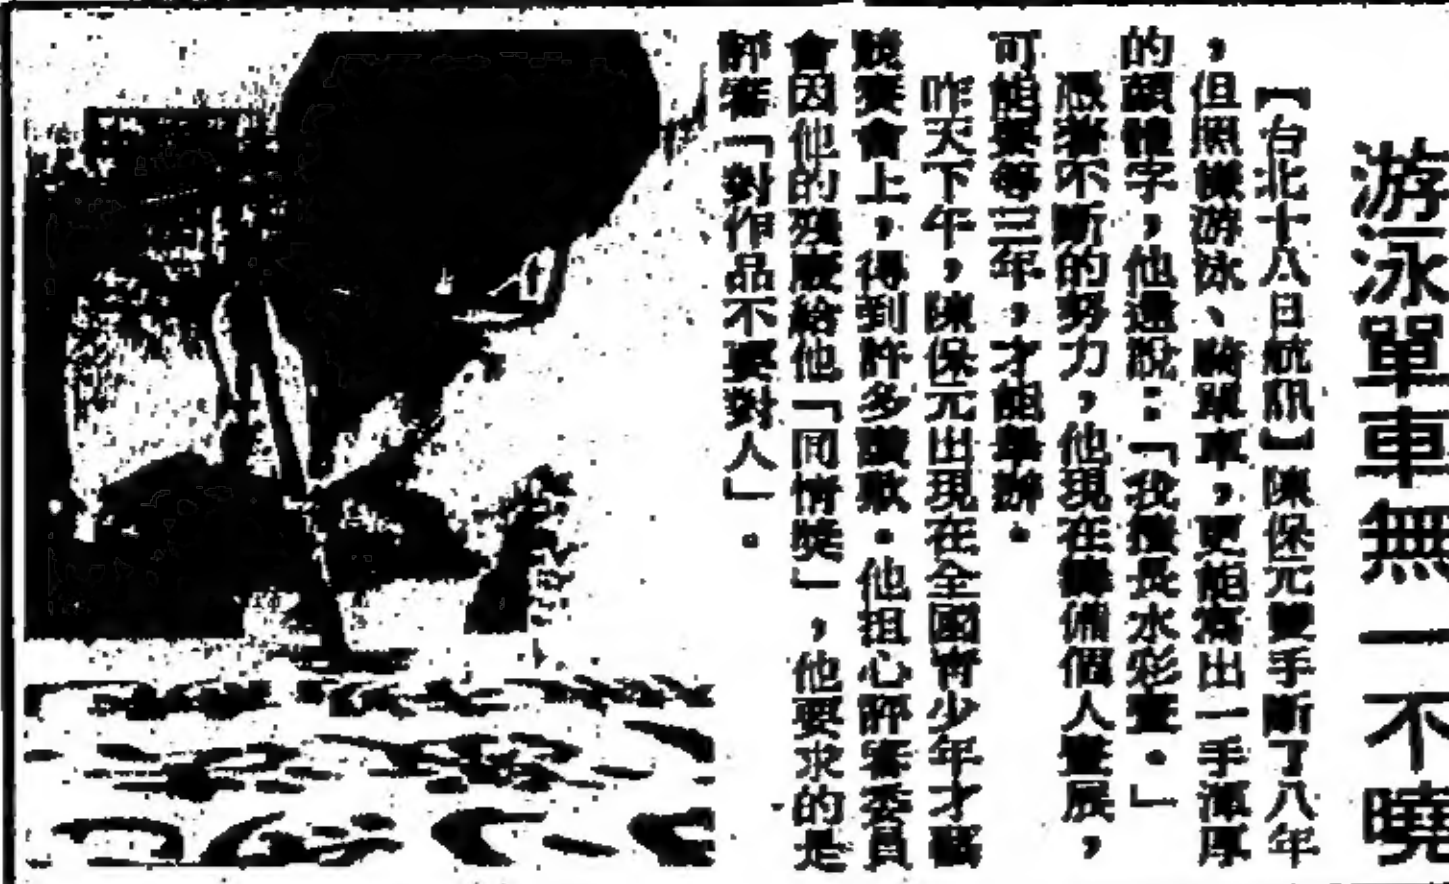 游泳單車無一不曉
【台北十八日航訊】陳保元雙手斷了八年
，但照樣游泳、騎單車，更能寫出一手渾厚
的顏體字，他還說：「我擅長水彩畫。」
憑著不斷的努力，他現在籌備個人畫展，
可能要等三年，才能舉辦。
昨天下午，陳保元出現在全國青少年才藝
競賽會上，得到許多讚歎。他担心評審委員
會因他的殘廢給他「同情獎」，他要求的是
評審「對作品不要對人」。